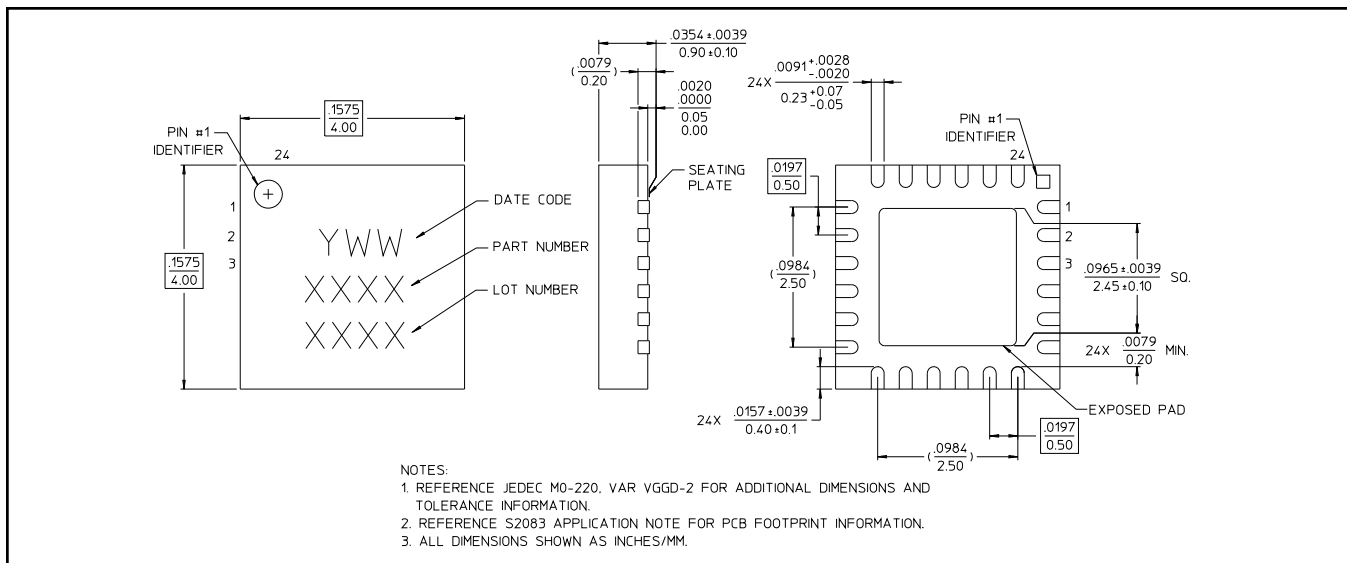 .1575
4.00
PIN #1
IDENTIFIER
24
1
2
3
.1575
4.00
DATE CODE
YWW
PART NUMBER
XXXX
LOT NUMBER
XXXX
.0354±.0039
0.90±0.10
(.0079
0.20)
.0020
.0000
0.05
0.00
SEATING
PLATE
24X .0091+.0028
-.0020
0.23+0.07
-0.05
PIN #1
IDENTIFIER
24
.0197
0.50
1
2
3
(.0984
2.50)
.0965±.0039
2.45±0.10 SQ.
24X .0079
0.20 MIN.
EXPOSED PAD
24X .0157±.0039
0.40±0.1
.0197
0.50
(.0984
2.50)
NOTES:
1. REFERENCE JEDEC MO-220, VAR VGGD-2 FOR ADDITIONAL DIMENSIONS AND
TOLERANCE INFORMATION.
2. REFERENCE S2083 APPLICATION NOTE FOR PCB FOOTPRINT INFORMATION.
3. ALL DIMENSIONS SHOWN AS INCHES/MM.